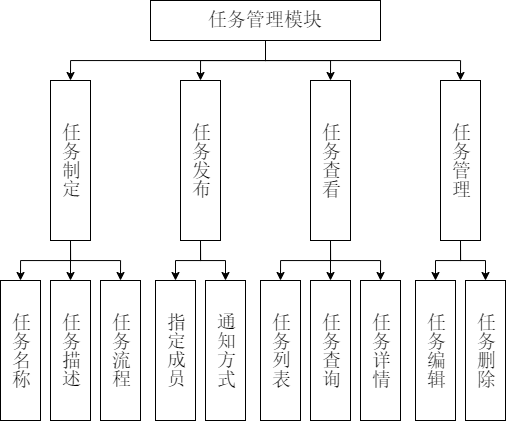 任务管理模块
任务制定
任务发布
任务查看
任务管理
任务名称
任务描述
任务流程
指定成员
通知方式
任务列表
任务查询
任务详情
任务编辑
任务删除